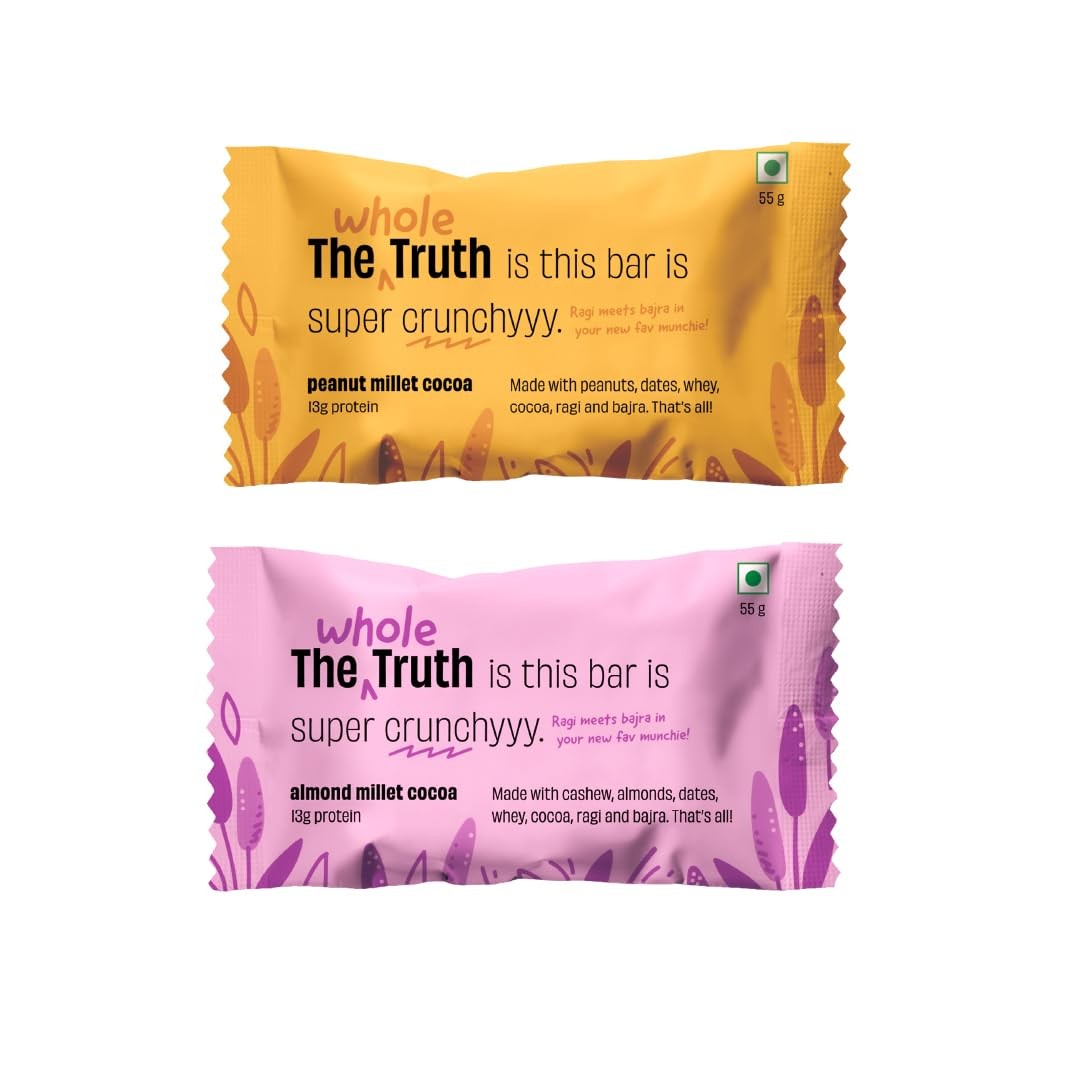 55 g
whole
The ^ Truth is this bar is
super crunchyyy. Ragi meets bajra in
your new fav munchie!
peanut millet cocoa
13g protein
Made with peanuts, dates, whey,
cocoa, ragi and bajra. That's all!
55 g
whole
The ^ Truth is this bar is
super crunchyyy. Ragi meets bajra in
your new fav munchie!
almond millet cocoa
13g protein
Made with cashew, almonds, dates,
whey, cocoa, ragi and bajra. That's all!